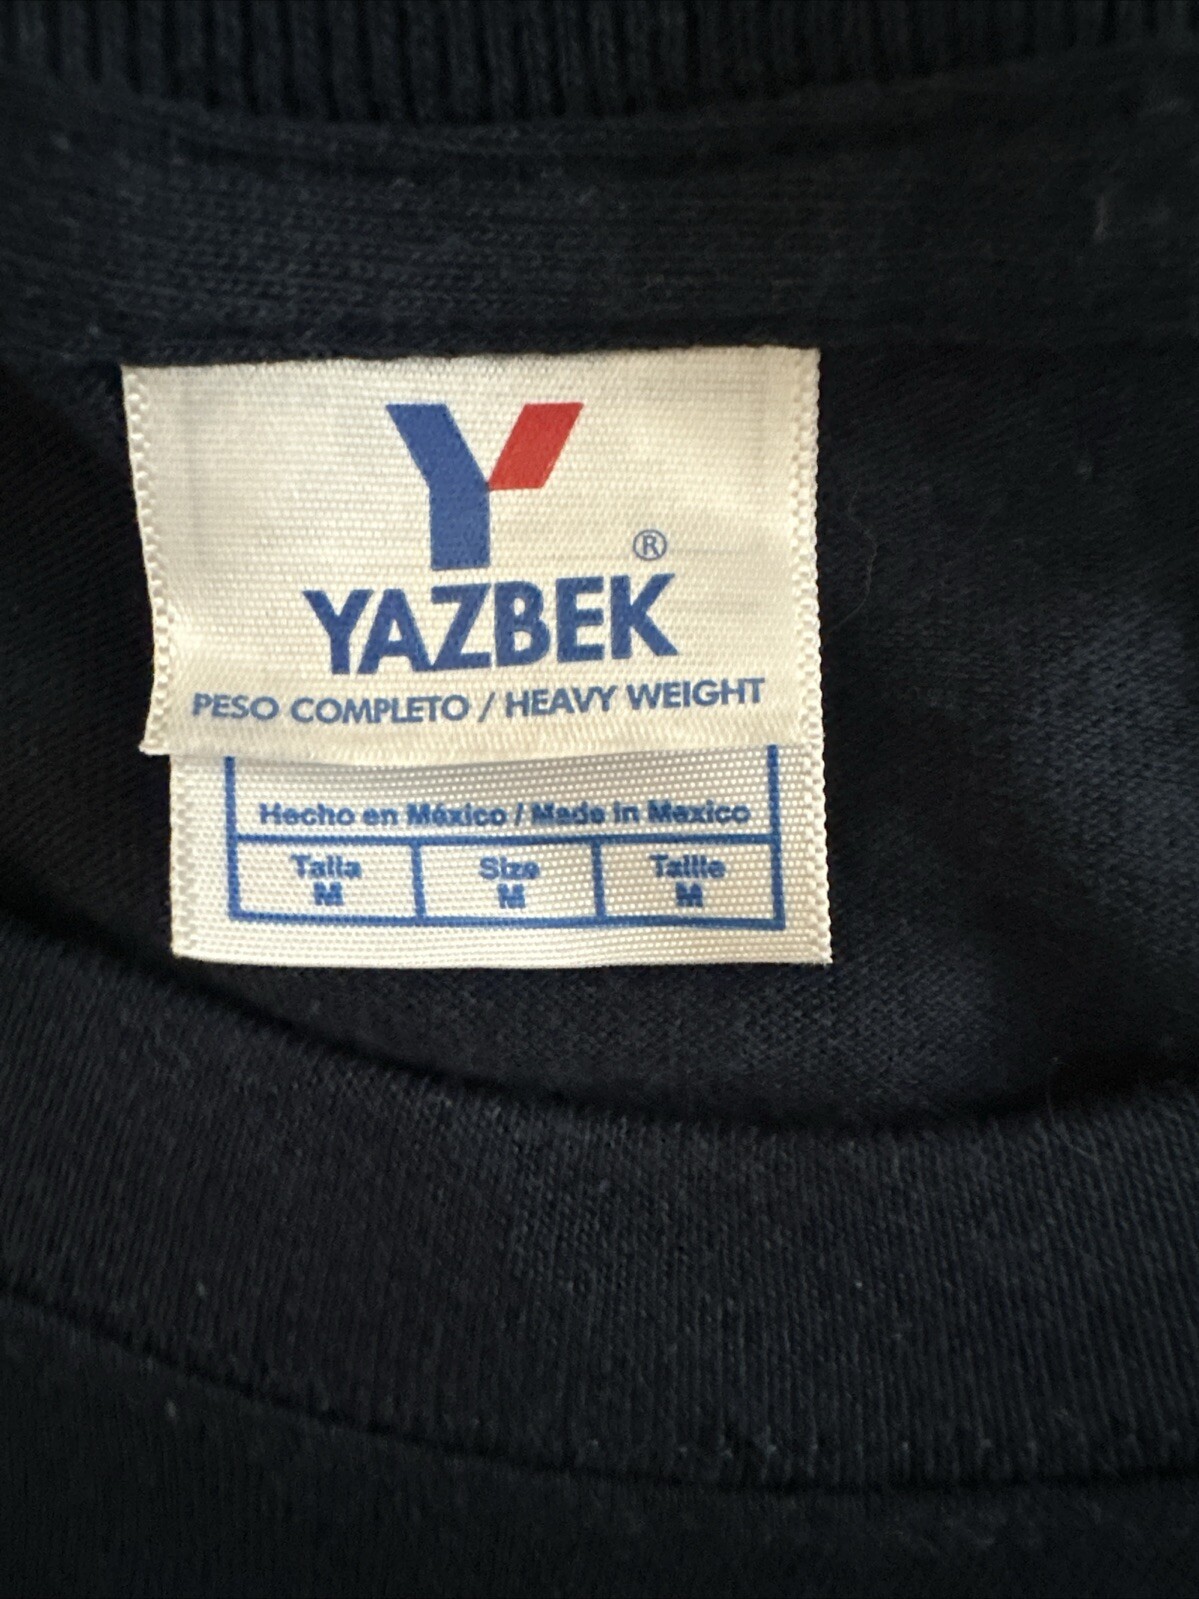 Y
®
YAZBEK
PESO COMPLETO / HEAVY WEIGHT
Hecho en México / Made in Mexico
Talla Size Taille
M M M